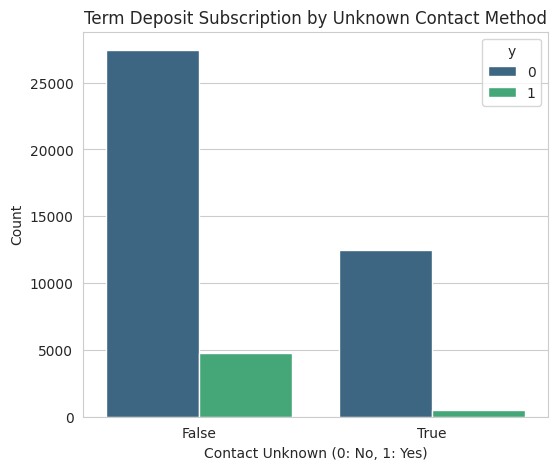 Term Deposit Subscription by Unknown Contact Method
y
0
1
25000
20000
15000
10000
5000
0
Count
False
True
Contact Unknown (0: No, 1: Yes)